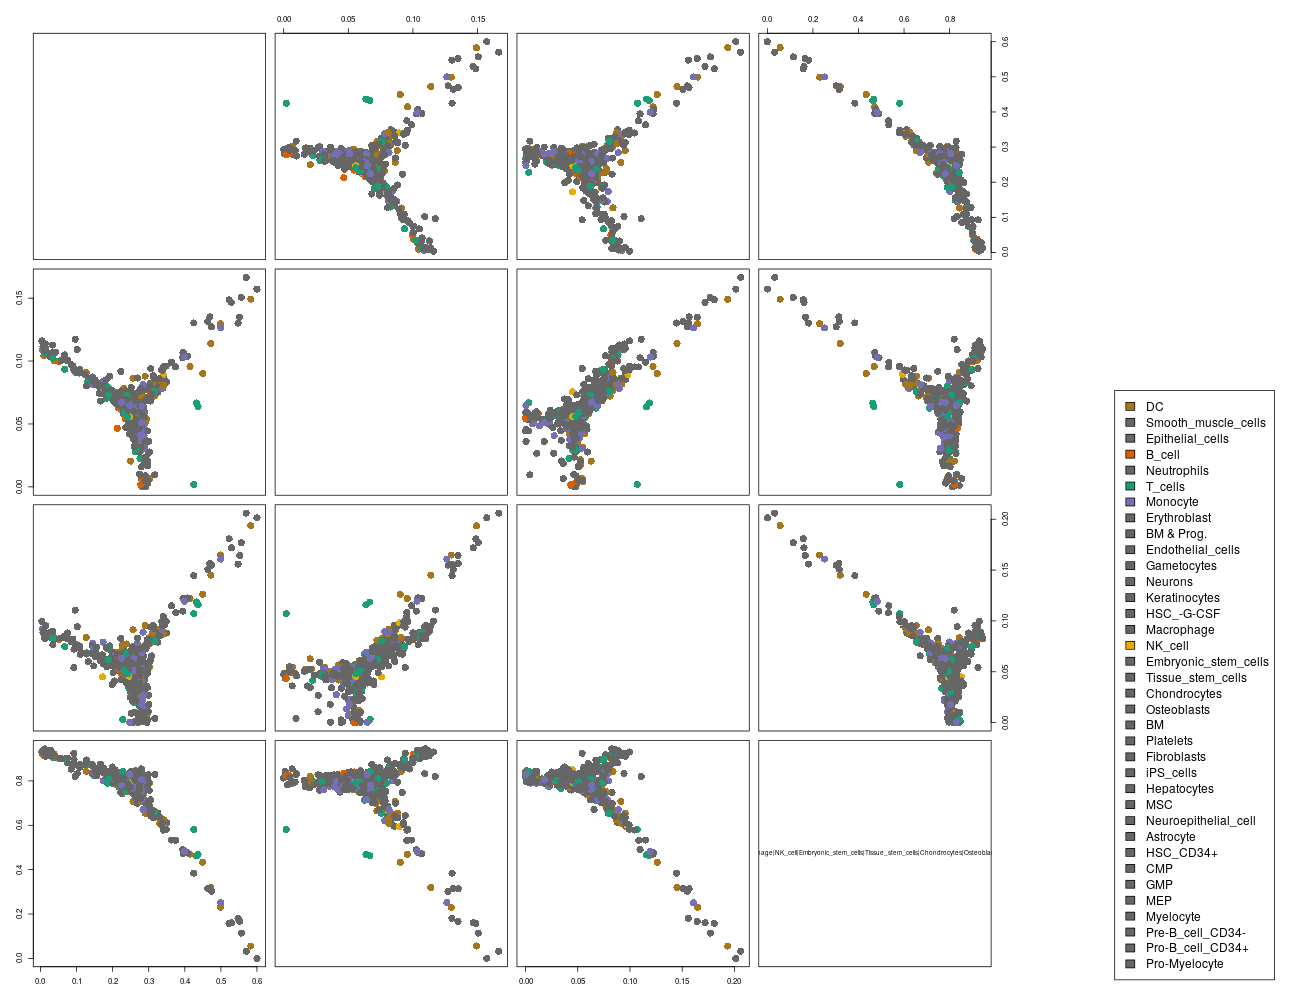 0.00 0.05 0.10 0.15
0.0 0.2 0.4 0.6 0.8
0.6
0.5
0.4
0.3
0.2
0.1
0.0
0.15
0.10
0.05
0.00
0.20
0.15
0.10
0.05
0.00
0.8
0.6
0.4
0.2
0.0
|NK_cell|Embryonic_stem_cells|Tissue_stem_cells|Chondrocytes|
0.0 0.1 0.2 0.3 0.4 0.5 0.6
0.00 0.05 0.10 0.15 0.20
DC
Smooth_muscle_cells
Epithelial_cells
B_cell
Neutrophils
T_cells
Monocyte
Erythroblast
BM & Prog.
Endothelial_cells
Gametocytes
Neurons
Keratinocytes
HSC_-G-CSF
Macrophage
NK_cell
Embryonic_stem_cells
Tissue_stem_cells
Chondrocytes
Osteoblasts
BM
Platelets
Fibroblasts
iPS_cells
Hepatocytes
MSC
Neuroepithelial_cell
Astrocyte
HSC_CD34+
CMP
GMP
MEP
Myelocyte
Pre-B_cell_CD34-
Pro-B_cell_CD34+
Pro-Myelocyte